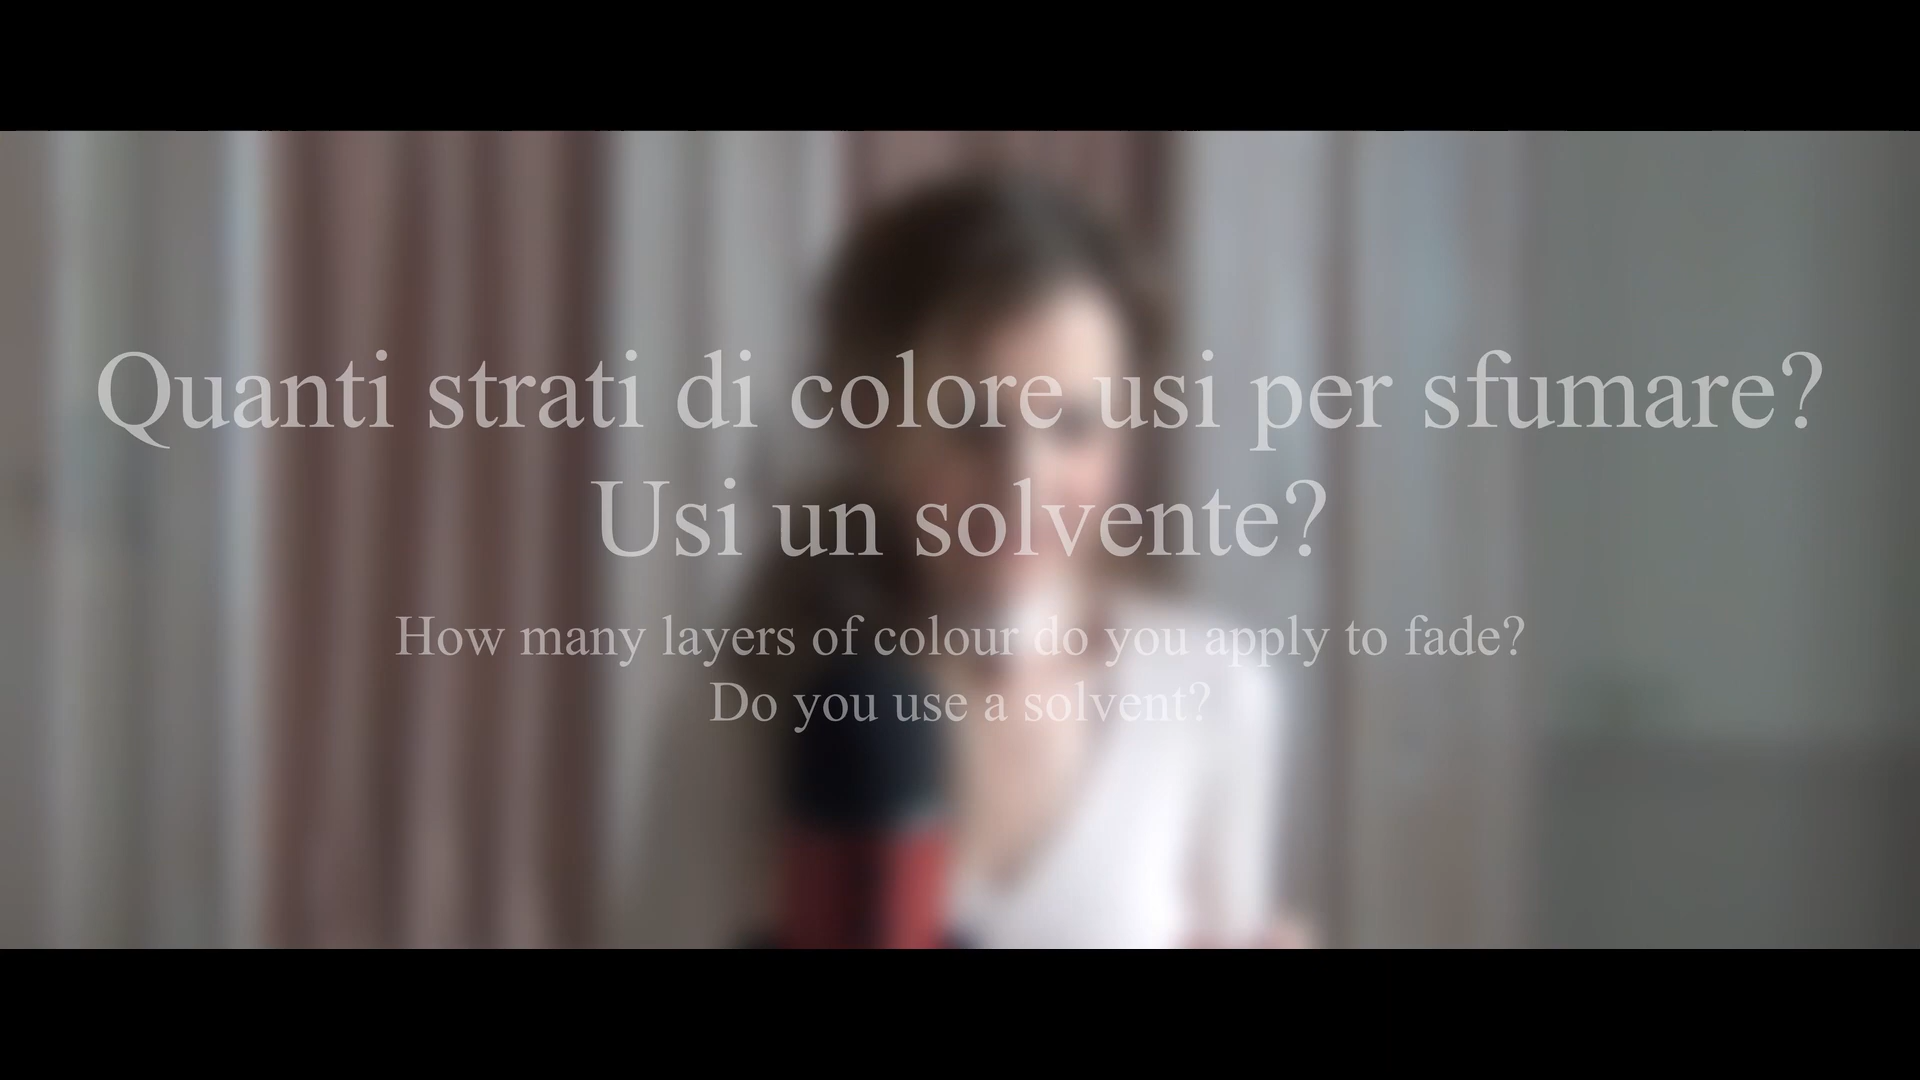 Quanti strati di colore usi per sfumare?
Usi un solvente?
How many layers of colour do you apply to fade?
Do you use a solvent?